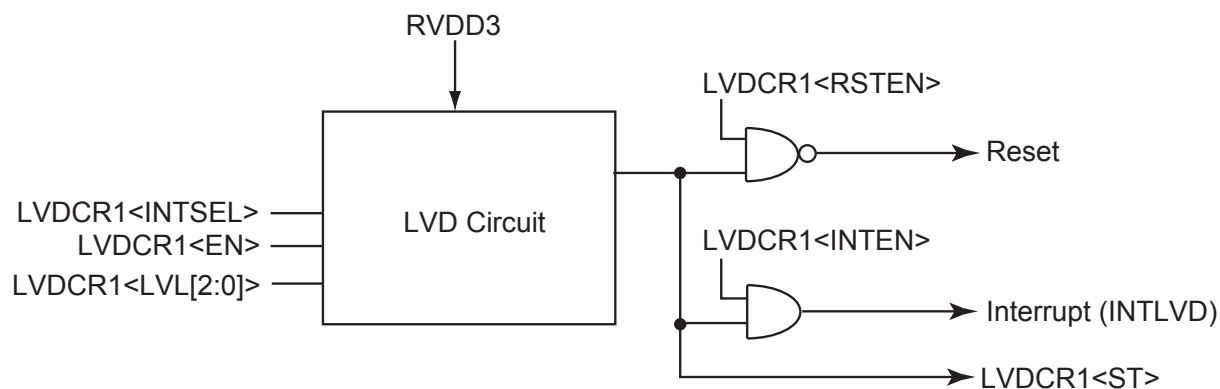 RVDD3
LVDCR1<RSTEN>
Reset
LVDCR1<INTSEL>
LVDCR1<EN>
LVDCR1<LVL[2:0]>
LVD Circuit
LVDCR1<INTEN>
Interrupt (INTLVD)
LVDCR1<ST>